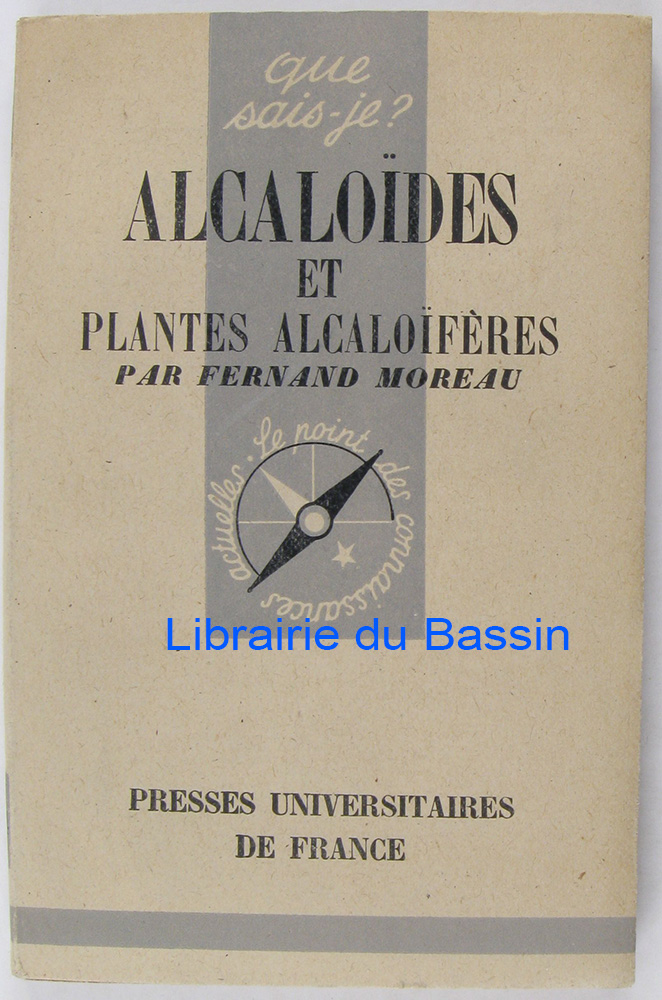 que
sais-je?
ALCALOÏDES
ET
PLANTES ALCALOÏFÈRES
PAR FERNAND MOREAU
Le point des connaissances actuelles.
Librairie du Bassin
PRESSES UNIVERSITAIRES
DE FRANCE